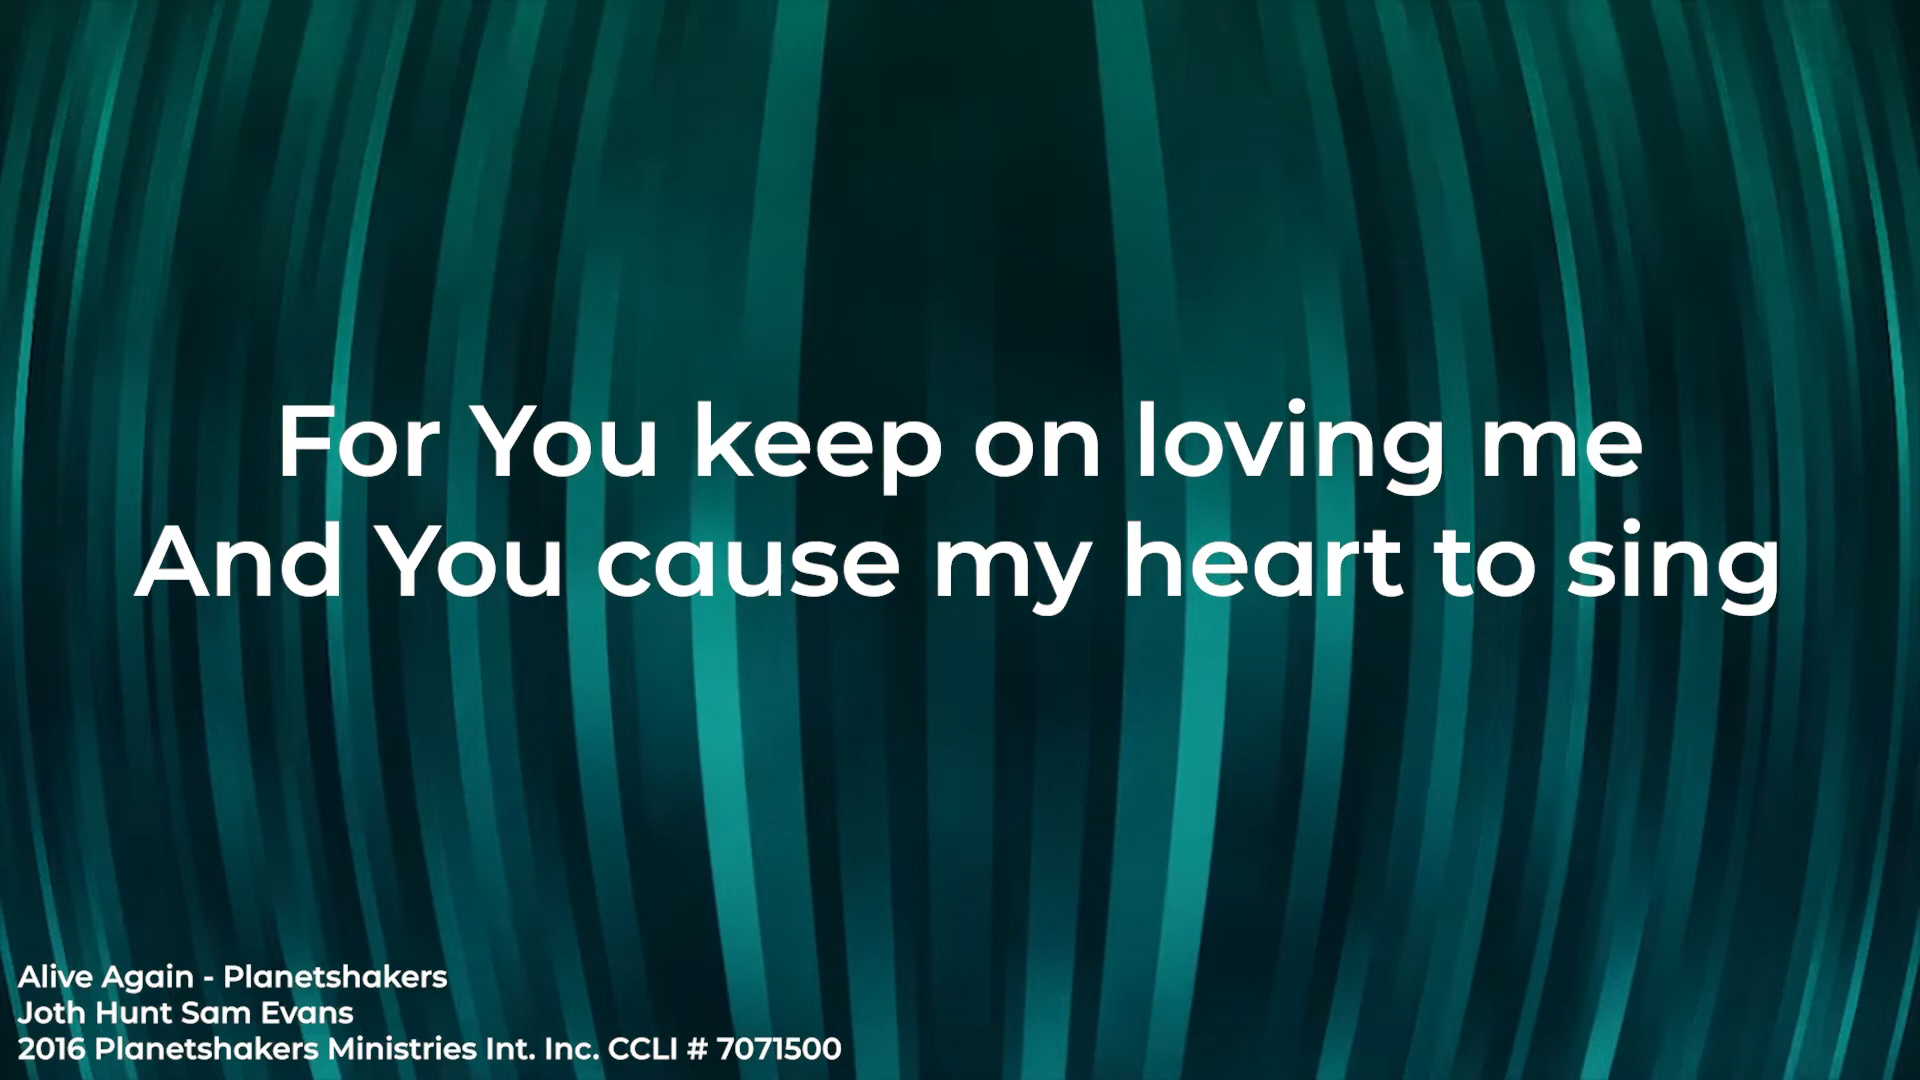 For You keep on loving me
And You cause my heart to sing
Alive Again - Planetshakers
Joth Hunt Sam Evans
2016 Planetshakers Ministries Int. Inc. CCLI # 7071500